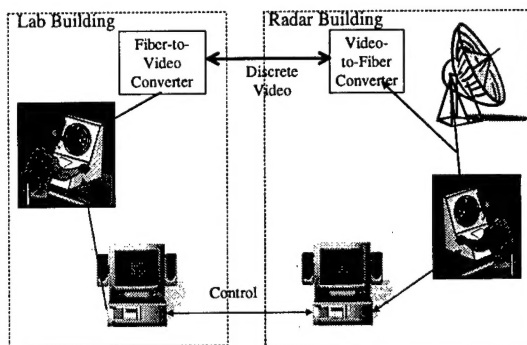 Lab Building
Radar Building
Fiber-to-
Video
Converter
Discrete
Video
Video-
to-Fiber
Converter
Control